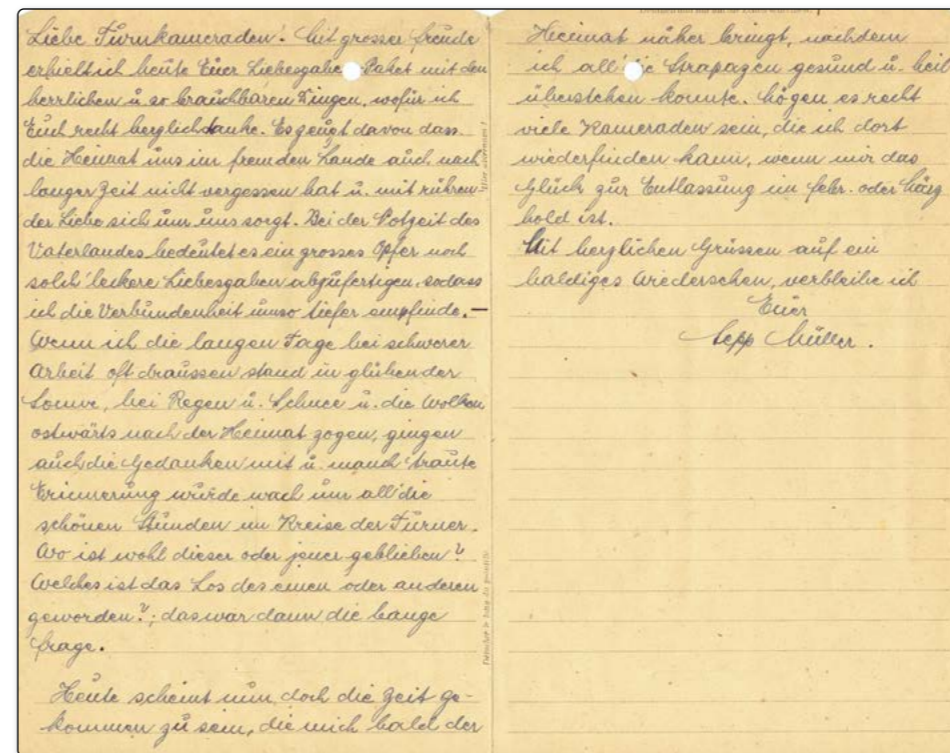 Liebe Turnkameraden! Mit grosser Freude
erhielt ich heute Euer Liebesgabe Paket mit den
herrlichen u. so brauchbaren Dingen, wofür ich
Euch recht herzlich danke. Es zeugt davon dass
die Heimat uns im fremden Lande auch nach
langer Zeit nicht vergessen hat u. mit rühren
der Liebe sich um uns sorgt. Bei der Notzeit des
Vaterlandes bedeutet es ein grosses Opfer noch
solch' leckere Liebesgaben abzufertigen, sodass
ich die Verbundenheit umso tiefer empfinde. —
Wenn ich die langen Tage bei schwerer
Arbeit oft draussen stand in glühender
Sonne, bei Regen u. Schnee u. die Wolken
ostwärts nach der Heimat zogen, gingen
auch die Gedanken mit u. manch' traute
Erinnerung wurde wach um all' die
schönen Stunden im Kreise der Turner.
Wo ist wohl dieser oder jener geblieben?
Welches ist das Los des einen oder anderen
geworden?; das war dann die bange
Frage.
Heute scheint nun doch die Zeit ge-
kommen zu sein, die mich bald der
Heimat näher bringt, nachdem
ich all' die Strapazen gesund u. heil
überstehen konnte. Mögen es recht
viele Kameraden sein, die ich dort
wiederfinden kann, wenn mir das
Glück zur Entlassung im Febr. oder März
hold ist.
Mit herzlichen Grüssen auf ein
baldiges Wiedersehen, verbleibe ich
Euer
Sepp Müller.